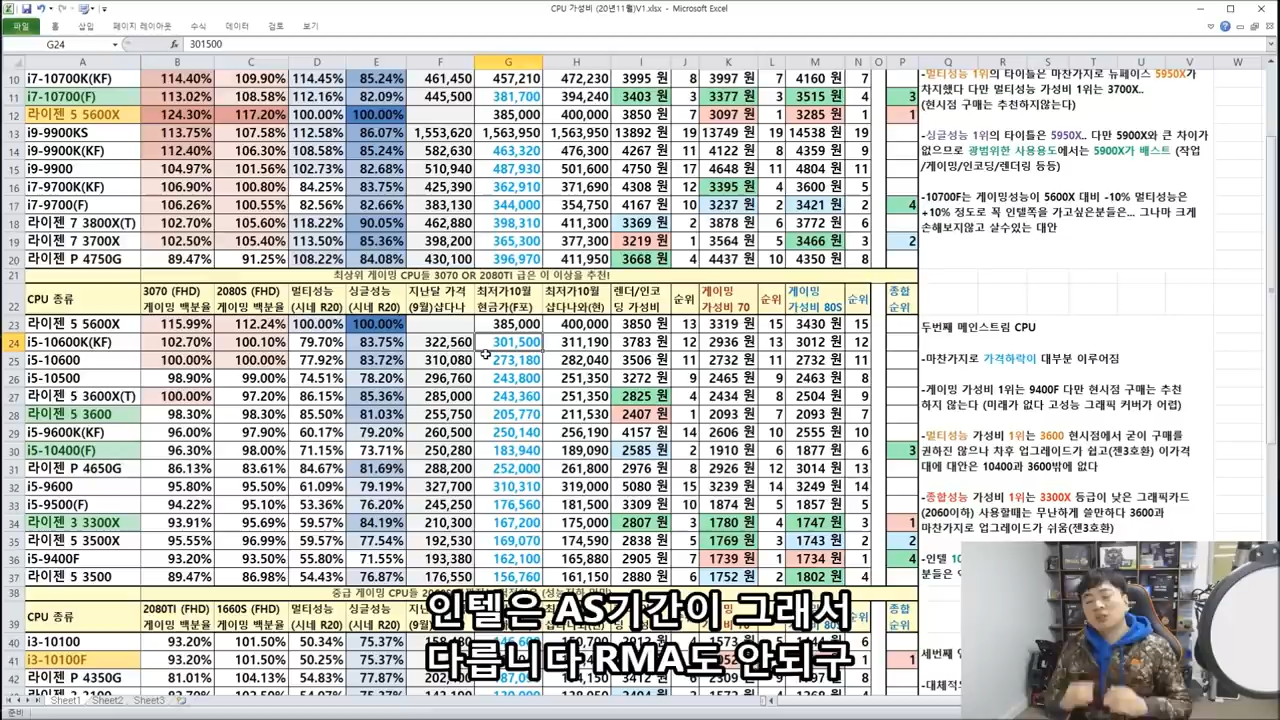 CPU 가성비 (20년11월)V1.xlsx - Microsoft Excel
파일 홈 삽입 페이지 레이아웃 수식 데이터 검토 보기
G24 fx 301500
A B C D E F G H I J K L M N O P Q R S T U V W
10 i7-10700K(KF) 114.40% 109.90% 114.45% 85.24% 461,450 457,210 472,230 3995 원 8 3997 원 7 4160 원 7
11 i7-10700(F) 113.02% 108.58% 112.16% 82.09% 445,500 381,700 394,240 3403 원 3 3377 원 3 3515 원 4 3
12 라이젠 5 5600X 124.30% 117.20% 100.00% 100.00% 385,000 400,000 3850 원 7 3097 원 1 3285 원 1 1
13 i9-9900KS 113.75% 107.58% 112.58% 86.07% 1,553,620 1,563,950 1,563,950 13892 원 19 13749 원 19 14538 원 19
14 i9-9900K(KF) 112.40% 106.40% 108.58% 85.24% 582,630 463,320 476,500 4267 원 11 4122 원 8 4359 원 9
15 i9-9900 104.97% 101.56% 102.73% 82.68% 510,940 487,930 501,600 4750 원 17 4648 원 11 4804 원 11
16 i7-9700K(KF) 106.90% 100.80% 84.25% 83.75% 425,390 362,910 371,690 4308 원 12 3395 원 4 3600 원 5
17 i7-9700(F) 106.26% 100.55% 82.56% 82.66% 383,130 344,000 354,750 4167 원 10 3237 원 2 3421 원 2 4
18 라이젠 7 3800X(T) 102.70% 105.60% 118.22% 90.05% 462,880 398,310 411,300 3369 원 2 3878 원 6 3772 원 6
19 라이젠 7 3700X 102.50% 105.40% 113.50% 85.36% 398,200 365,300 377,300 3219 원 1 3564 원 5 3466 원 3 2
20 라이젠 P 4750G 89.47% 91.25% 108.22% 84.08% 410,650 396,970 411,950 3668 원 4 4437 원 10 4350 원 8
21 최상위 게이밍 CPU들 3070 OR 2080TI 급은 이 이상을 추천!
22 CPU 종류 3070 (FHD) 게이밍 백분율 2080S (FHD) 게이밍 백분율 멀티성능 (시네 R20) 싱글성능 (시네 R20) 지난달 가격 (9월)샵다나 최저가10월 현금가(F포) 최저가10월 샵다나와(현) 렌더/인코딩 가성비 순위 게이밍 가성비 70 순위 게이밍 가성비 80S 순위 종합 순위
23 라이젠 5 5600X 115.99% 112.24% 100.00% 100.00% 385,000 400,000 3850 원 13 3319 원 15 3430 원 15
24 i5-10600K(KF) 102.70% 100.10% 79.70% 83.75% 322,560 301,500 311,190 3783 원 12 2936 원 13 3012 원 12
25 i5-10600 100.00% 100.00% 77.92% 83.72% 310,080 273,180 282,040 3506 원 11 2732 원 11 2732 원 11
26 i5-10500 98.90% 99.00% 74.51% 78.20% 296,760 243,800 251,350 3272 원 9 2465 원 9 2463 원 8
27 라이젠 5 3600X(T) 100.00% 97.20% 86.15% 85.36% 285,000 243,360 251,350 2825 원 4 2434 원 8 2504 원 9
28 라이젠 5 3600 98.30% 98.30% 85.50% 81.03% 255,750 205,770 211,530 2407 원 1 2093 원 7 2093 원 7
29 i5-9600K(KF) 96.00% 97.90% 60.17% 79.20% 260,500 250,140 256,190 4157 원 14 2606 원 10 2555 원 10
30 i5-10400(F) 96.30% 98.00% 71.15% 73.71% 250,280 183,940 189,090 2585 원 2 1910 원 6 1877 원 6 3
31 라이젠 P 4650G 86.13% 83.61% 84.67% 81.69% 288,200 252,000 261,800 2976 원 8 2926 원 12 3014 원 13
32 i5-9600 95.90% 95.90% 61.09% 79.19% 327,700 310,310 319,000 5080 원 15 3239 원 14 3239 원 14
33 i5-9500(F) 94.22% 95.10% 53.40% 76.20% 245,250 176,560 181,500 3309 원 10 1874 원 5 1857 원 5
34 라이젠 3 3300X 93.91% 95.69% 59.57% 84.19% 210,300 167,200 175,000 2807 원 3 1780 원 4 1747 원 3 1
35 라이젠 5 3500X 95.55% 96.99% 59.57% 77.54% 192,530 169,070 174,590 2838 원 5 1769 원 3 1743 원 2 2
36 i5-9400F 93.20% 93.50% 55.80% 71.55% 193,380 162,100 165,880 2905 원 7 1739 원 1 1734 원 1 4
37 라이젠 5 3500 89.47% 86.98% 54.43% 76.87% 176,550 156,760 161,150 2880 원 6 1752 원 2 1802 원 4
39 CPU 종류 2080TI (FHD) 게이밍 백분율 1660S (FHD) 게이밍 백분율 멀티성능 (시네 R20) 싱글성능 (시네 R20)
40 i3-10100 93.20% 101.50% 50.34% 75.37%
41 i3-10100F 93.20% 101.50% 50.25% 75.37% 1
42 라이젠 P 4350G 81.01% 104.13% 57.83% 77.83%
-멀티성능 1위의 타이틀은 마찬가지로 뉴페이스 5950X가
차지했다 다만 멀티성능 가성비 1위는 3700X..
(현시점 구매는 추천하지않는다)
-싱글성능 1위의 타이틀은 5950X.. 다만 5900X와 큰 차이가
없으므로 광범위한 사용용도에서는 5900X가 베스트 (작업
/게이밍/인코딩/렌더링 등등)
-10700F는 게이밍성능이 5600X 대비 -10% 멀티성능은
+10% 정도로 꼭 인텔쪽을 가고싶은분들은... 그나마 크게
손해보지않고 살수있는 대안
두번째 메인스트림 CPU
-마찬가지로 가격하락이 대부분 이루어짐
-게이밍 가성비 1위는 9400F 다만 현시점 구매는 추천
하지 않는다 (미래가 없다 고성능 그래픽 커버가 어렵)
-멀티성능 가성비 1위는 3600 현시점에서 굳이 구매를
권하진 않으나 차후 업그레이드가 쉽고(젠3호환) 이가격
대에 대안은 10400과 3600밖에 없다
-종합성능 가성비 1위는 3300X 등급이 낮은 그래픽카드
(2060이하) 사용할때는 무난하게 쓸만하다 3600과
마찬가지로 업그레이드가 쉬움(젠3호환)
-인텔
분들은
세번째
-대체적
인텔은 AS기간이 그래서
다릅니다 RMA도 안되구
Sheet1 Sheet2 Sheet3
준비